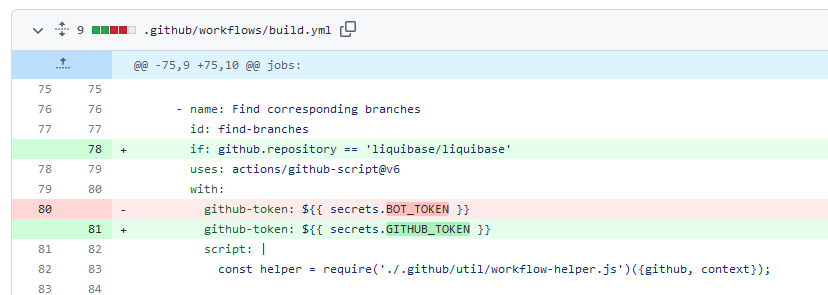 9 .github/workflows/build.yml
@@ -75,9 +75,10 @@ jobs:
75 75
76 76 - name: Find corresponding branches
77 77 id: find-branches
78 + if: github.repository == 'liquibase/liquibase'
78 79 uses: actions/github-script@v6
79 80 with:
80 - github-token: ${{ secrets.BOT_TOKEN }}
81 + github-token: ${{ secrets.GITHUB_TOKEN }}
81 82 script: |
82 83 const helper = require('./.github/util/workflow-helper.js')({github, context});
83 84